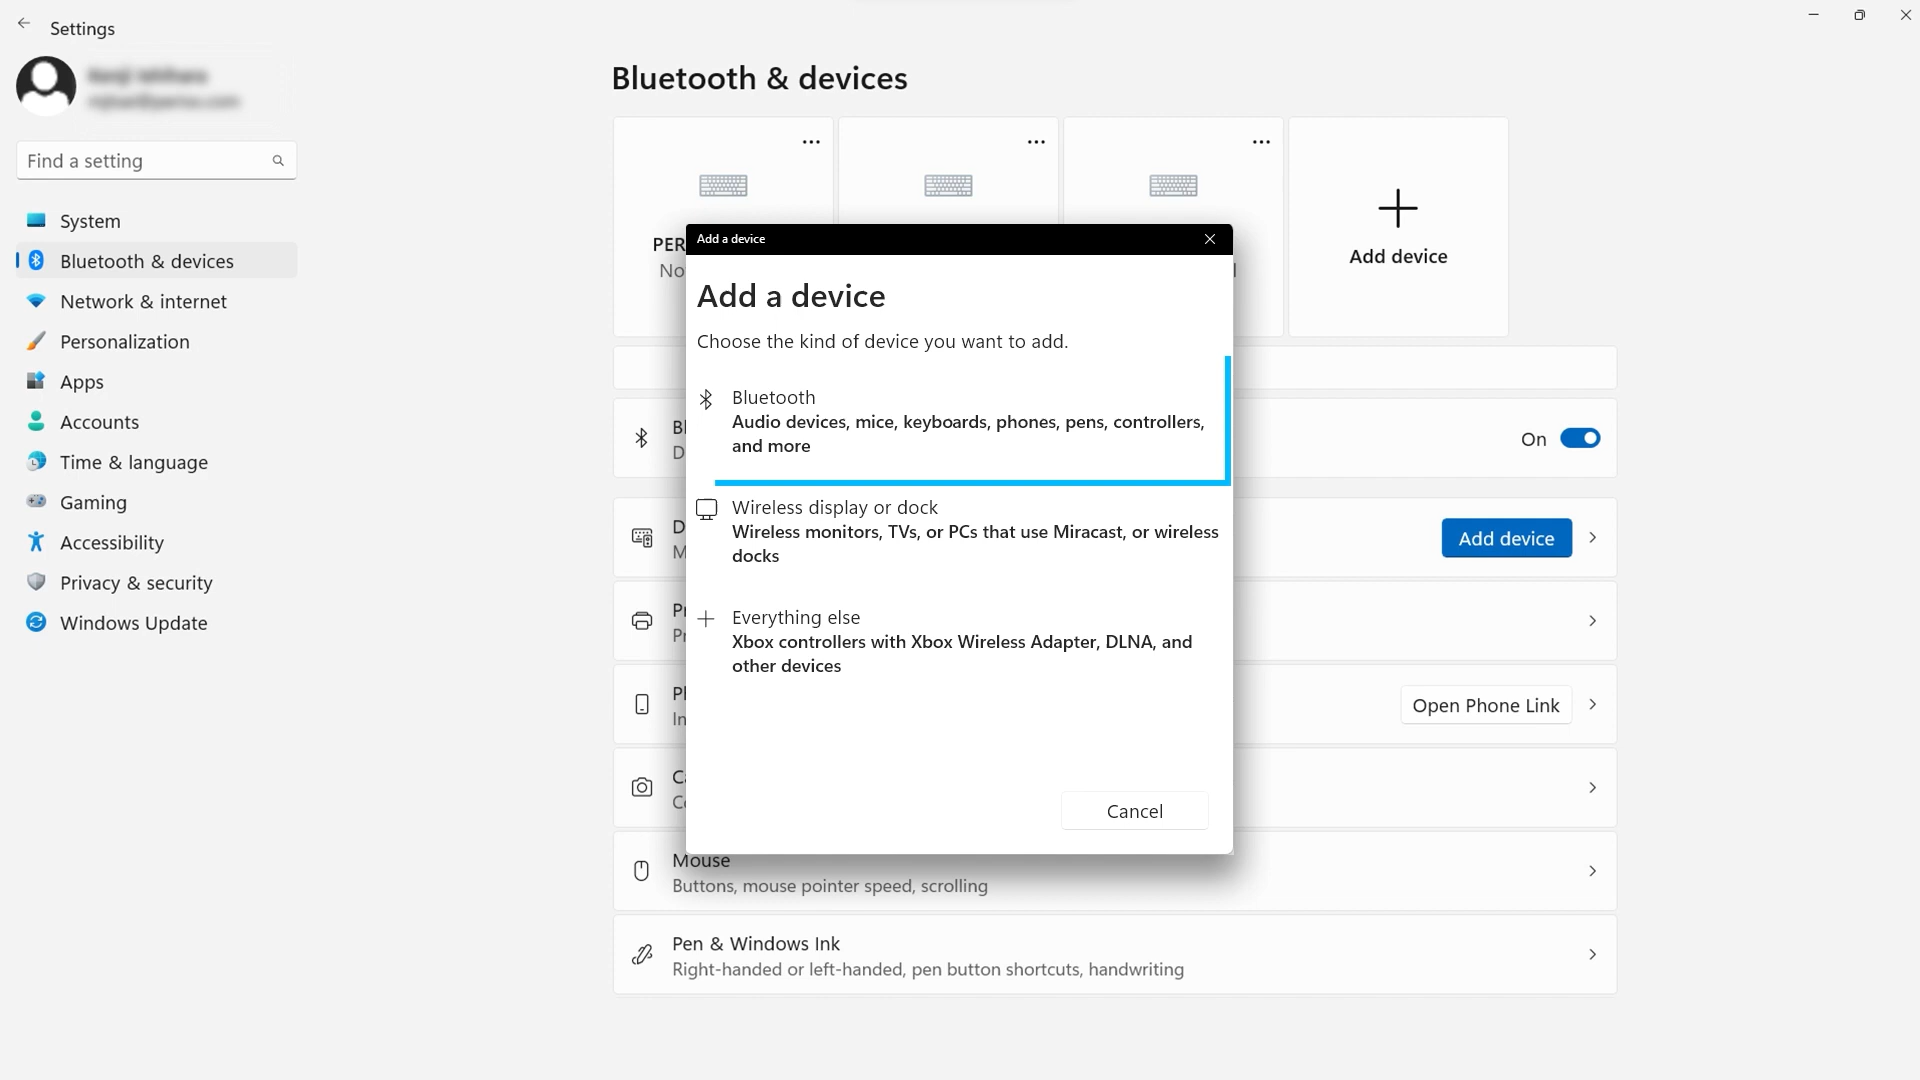 Settings
Find a setting
System
Bluetooth & devices
Network & internet
Personalization
Apps
Accounts
Time & language
Gaming
Accessibility
Privacy & security
Windows Update
Bluetooth & devices
Add device
Add a device
Add a device
Choose the kind of device you want to add.
Bluetooth
Audio devices, mice, keyboards, phones, pens, controllers,
and more
Wireless display or dock
Wireless monitors, TVs, or PCs that use Miracast, or wireless
docks
Everything else
Xbox controllers with Xbox Wireless Adapter, DLNA, and
other devices
Cancel
On
Add device
Open Phone Link
Mouse
Buttons, mouse pointer speed, scrolling
Pen & Windows Ink
Right-handed or left-handed, pen button shortcuts, handwriting